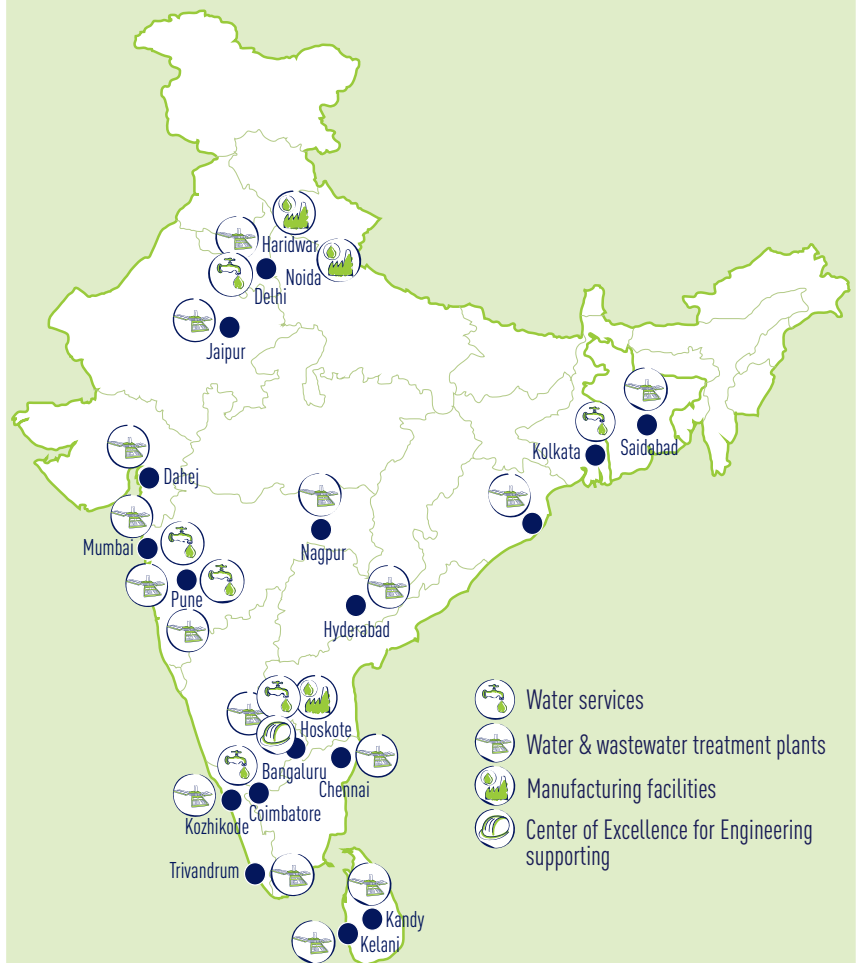 Haridwar
Noida
Delhi
Jaipur
Kolkata
Saidabad
Dahej
Mumbai
Nagpur
Pune
Hyderabad
Hoskote
Bangaluru
Chennai
Coimbatore
Kozhikode
Trivandrum
Kandy
Kelani
Water services
Water & wastewater treatment plants
Manufacturing facilities
Center of Excellence for Engineering
supporting